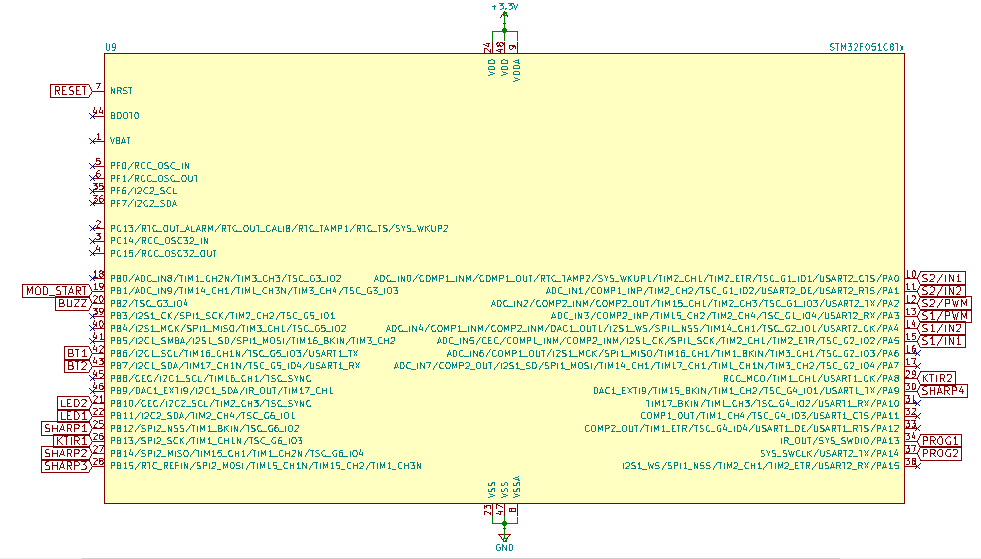 +3.3V
U9
STM32F051C8Tx
24
48
9
VDD
VDD
VDDA
RESET
7
NRST
44
BOOT0
1
VBAT
5
PF0/RCC_OSC_IN
6
PF1/RCC_OSC_OUT
35
PF6/I2C2_SCL
36
PF7/I2C2_SDA
2
PC13/RTC_OUT_ALARM/RTC_OUT_CALIB/RTC_TAMP1/RTC_TS/SYS_WKUP2
3
PC14/RCC_OSC32_IN
4
PC15/RCC_OSC32_OUT
18
PB0/ADC_IN8/TIM1_CH2N/TIM3_CH3/TSC_G3_IO2
ADC_IN0/COMP1_INM/COMP1_OUT/RTC_TAMP2/SYS_WKUP1/TIM2_CH1/TIM2_ETR/TSC_G1_IO1/USART2_CTS/PA0
10
S2/IN1
MOD_START
19
PB1/ADC_IN9/TIM14_CH1/TIM1_CH3N/TIM3_CH4/TSC_G3_IO3
ADC_IN1/COMP1_INP/TIM2_CH2/TSC_G1_IO2/USART2_DE/USART2_RTS/PA1
11
S2/IN2
BUZZ
20
PB2/TSC_G3_IO4
ADC_IN2/COMP2_INM/COMP2_OUT/TIM15_CH1/TIM2_CH3/TSC_G1_IO3/USART2_TX/PA2
12
S2/PWM
39
PB3/I2S1_CK/SPI1_SCK/TIM2_CH2/TSC_G5_IO1
ADC_IN3/COMP2_INP/TIM15_CH2/TIM2_CH4/TSC_G1_IO4/USART2_RX/PA3
13
S1/PWM
40
PB4/I2S1_MCK/SPI1_MISO/TIM3_CH1/TSC_G5_IO2
ADC_IN4/COMP1_INM/COMP2_INM/DAC1_OUT1/I2S1_WS/SPI1_NSS/TIM14_CH1/TSC_G2_IO1/USART2_CK/PA4
14
S1/IN2
41
PB5/I2C1_SMBA/I2S1_SD/SPI1_MOSI/TIM16_BKIN/TIM3_CH2
ADC_IN5/CEC/COMP1_INM/COMP2_INM/I2S1_CK/SPI1_SCK/TIM2_CH1/TIM2_ETR/TSC_G2_IO2/PA5
15
S1/IN1
BT1
42
PB6/I2C1_SCL/TIM16_CH1N/TSC_G5_IO3/USART1_TX
ADC_IN6/COMP1_OUT/I2S1_MCK/SPI1_MISO/TIM16_CH1/TIM1_BKIN/TIM3_CH1/TSC_G2_IO3/PA6
16
BT2
43
PB7/I2C1_SDA/TIM17_CH1N/TSC_G5_IO4/USART1_RX
ADC_IN7/COMP2_OUT/I2S1_SD/SPI1_MOSI/TIM14_CH1/TIM17_CH1/TIM1_CH1N/TIM3_CH2/TSC_G2_IO4/PA7
17
45
PB8/CEC/I2C1_SCL/TIM16_CH1/TSC_SYNC
RCC_MCO/TIM1_CH1/USART1_CK/PA8
29
KTIR2
46
PB9/DAC1_EXTI9/I2C1_SDA/IR_OUT/TIM17_CH1
DAC1_EXTI9/TIM15_BKIN/TIM1_CH2/TSC_G4_IO1/USART1_TX/PA9
30
SHARP4
LED2
21
PB10/CEC/I2C2_SCL/TIM2_CH3/TSC_SYNC
TIM17_BKIN/TIM1_CH3/TSC_G4_IO2/USART1_RX/PA10
31
LED1
22
PB11/I2C2_SDA/TIM2_CH4/TSC_G6_IO1
COMP1_OUT/TIM1_CH4/TSC_G4_IO3/USART1_CTS/PA11
32
SHARP1
25
PB12/SPI2_NSS/TIM1_BKIN/TSC_G6_IO2
COMP2_OUT/TIM1_ETR/TSC_G4_IO4/USART1_DE/USART1_RTS/PA12
33
KTIR1
26
PB13/SPI2_SCK/TIM1_CH1N/TSC_G6_IO3
IR_OUT/SYS_SWDIO/PA13
34
PROG1
SHARP2
27
PB14/SPI2_MISO/TIM15_CH1/TIM1_CH2N/TSC_G6_IO4
SYS_SWCLK/USART2_TX/PA14
37
PROG2
SHARP3
28
PB15/RTC_REFIN/SPI2_MOSI/TIM15_CH1N/TIM15_CH2/TIM1_CH3N
I2S1_WS/SPI1_NSS/TIM2_CH1/TIM2_ETR/USART2_RX/PA15
38
VSS
VSS
VSSA
23
47
8
GND